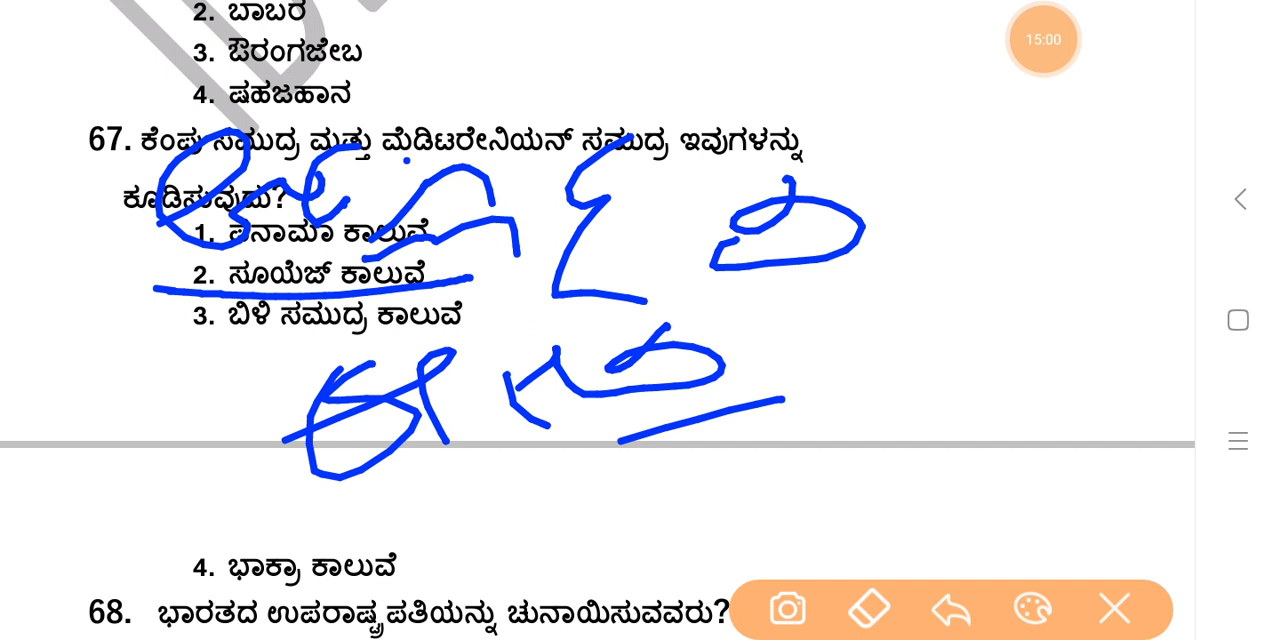 2. ಬಾಬರ
3. ಔರಂಗಜೇಬ
4. ಷಹಜಹಾನ
67. ಕೆಂಪು ಸಮುದ್ರ ಮತ್ತು ಮೆಡಿಟರೇನಿಯನ್ ಸಮುದ್ರ ಇವುಗಳನ್ನು
ಕೂಡಿಸುವುದು?
1. ಪನಾಮಾ ಕಾಲುವೆ
2. ಸೂಯೆಜ್ ಕಾಲುವೆ
3. ಬಿಳಿ ಸಮುದ್ರ ಕಾಲುವೆ
4. ಭಾಕ್ರಾ ಕಾಲುವೆ
68. ಭಾರತದ ಉಪರಾಷ್ಟ್ರಪತಿಯನ್ನು ಚುನಾಯಿಸುವವರು?
15:00